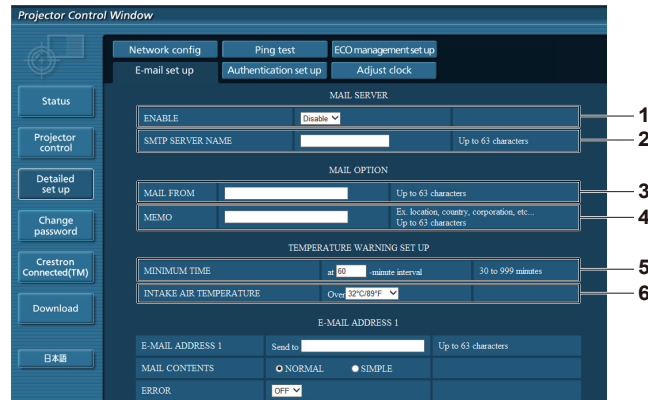 Projector Control Window
Network config Ping test ECO management set up
E-mail set up Authentication set up Adjust clock
Status
Projector
control
Detailed
set up
Change
password
Crestron
Connected(TM)
Download
日本語
MAIL SERVER
ENABLE Disable 1
SMTP SERVER NAME Up to 63 characters 2
MAIL OPTION
MAIL FROM Up to 63 characters 3
MEMO Ex. location, country, corporation, etc... 4
Up to 63 characters
TEMPERATURE WARNING SET UP
MINIMUM TIME at 60 -minute interval 30 to 999 minutes 5
INTAKE AIR TEMPERATURE Over 32°C/89°F 6
E-MAIL ADDRESS 1
E-MAIL ADDRESS 1 Send to Up to 63 characters
MAIL CONTENTS NORMAL SIMPLE
ERROR OFF